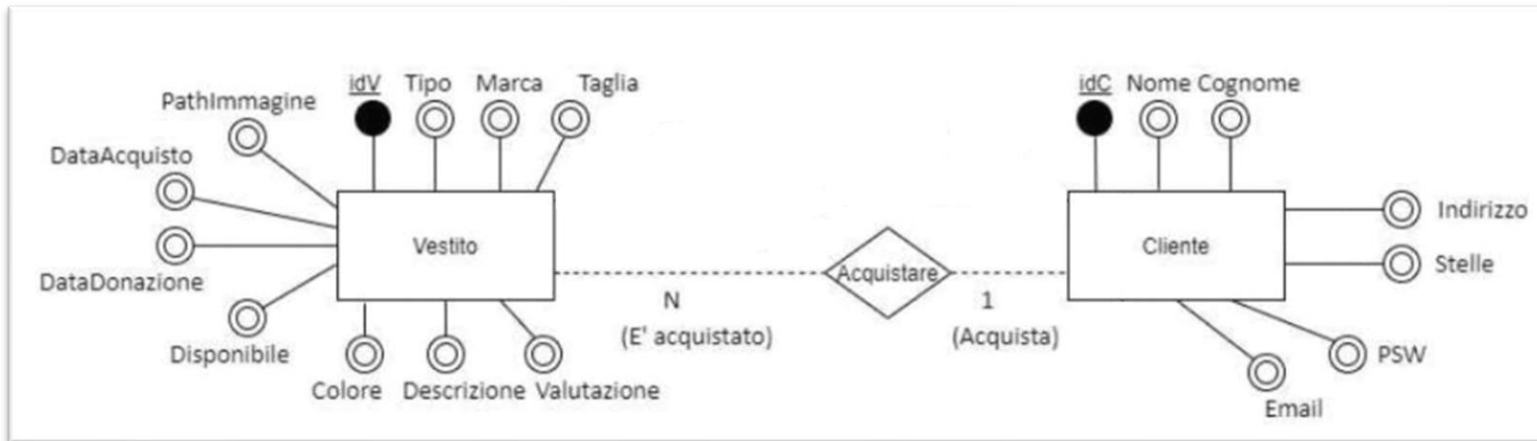 idV Tipo Marca Taglia
idC Nome Cognome
PathImmagine
DataAcquisto
Indirizzo
Vestito
Acquistare
Cliente
Stelle
DataDonazione
N
1
(E' acquistato)
(Acquista)
Disponibile
PSW
Colore Descrizione Valutazione
Email